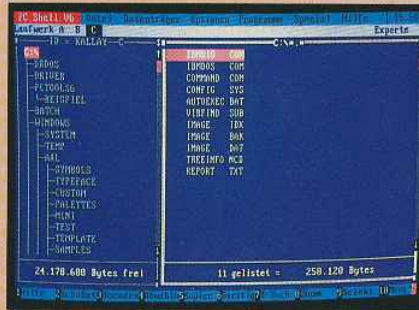 PC Shell V6 Datei Datenträger Optionen Programme Spezial Hilfe
Laufwerk A B C Experte
ID = KALLAY--C
C:\*.*
C:\
DRDOS
DRIVER
PCTOOLS6
BEISPIEL
BATCH
WINDOWS
SYSTEM
TEMP
SYMBOLS
TYPEFACE
CUSTOM
PALETTES
MINI
TEST
TEMPLATE
SAMPLES
IBMBIO COM
IBMDOS COM
COMMAND COM
CONFIG SYS
AUTOEXEC BAT
VIRFIND SUB
IMAGE IDX
IMAGE BAK
IMAGE DAT
TREEINFO NCD
REPORT TXT
24.178.688 Bytes frei
11 gelistet = 258.120 Bytes